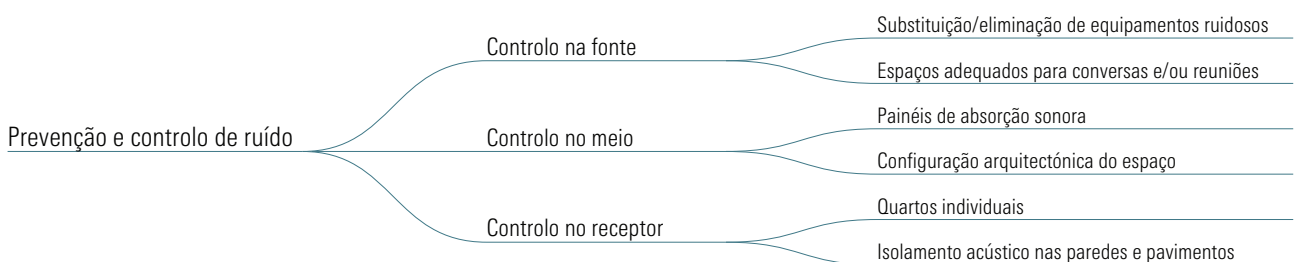 Prevenção e controlo de ruído
Controlo na fonte
Substituição/eliminação de equipamentos ruidosos
Espaços adequados para conversas e/ou reuniões
Controlo no meio
Painéis de absorção sonora
Configuração arquitectónica do espaço
Controlo no receptor
Quartos individuais
Isolamento acústico nas paredes e pavimentos